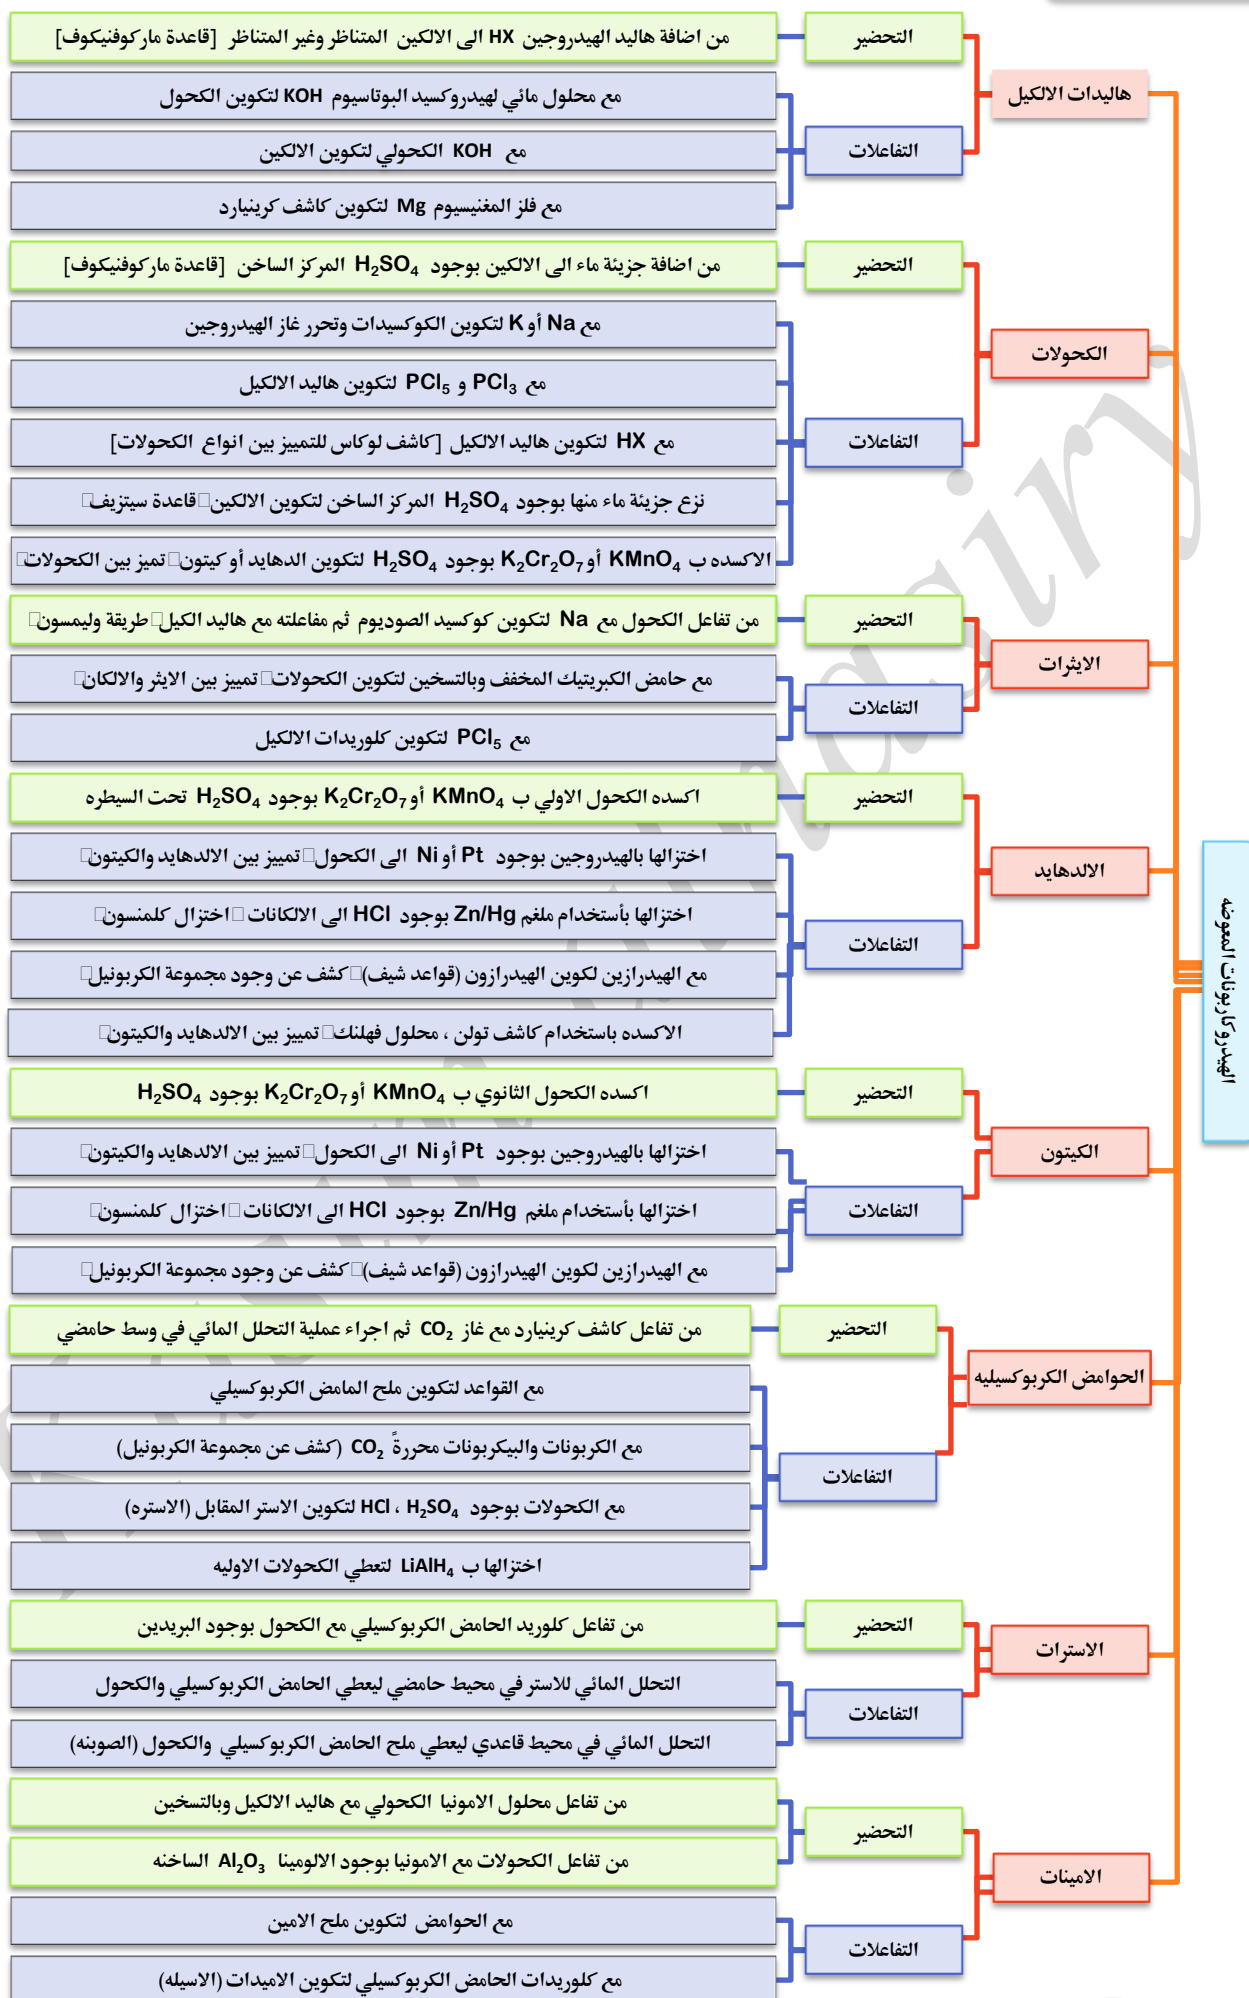 الهيدروكاربونات المعوضه
هاليدات الالكيل
التحضير
من اضافة هاليد الهيدروجين HX الى الالكين المتناظر وغير المتناظر [قاعدة ماركوفنيكوف]
التفاعلات
مع محلول مائي لهيدروكسيد البوتاسيوم KOH لتكوين الكحول
مع KOH الكحولي لتكوين الالكين
مع فلز المغنيسيوم Mg لتكوين كاشف كرينيارد
الكحولات
التحضير
من اضافة جزيئة ماء الى الالكين بوجود H₂SO₄ المركز الساخن [قاعدة ماركوفنيكوف]
التفاعلات
مع Na أو K لتكوين الكوكسيدات وتحرر غاز الهيدروجين
مع PCl₃ و PCl₅ لتكوين هاليد الالكيل
مع HX لتكوين هاليد الالكيل [كاشف لوكاس للتمييز بين انواع الكحولات]
نزع جزيئة ماء منها بوجود H₂SO₄ المركز الساخن لتكوين الالكين□قاعدة سيتزيف□
الاكسده ب KMnO₄ أو K₂Cr₂O₇ بوجود H₂SO₄ لتكوين الدهايد أو كيتون□ تميز بين الكحولات□
الايثرات
التحضير
من تفاعل الكحول مع Na لتكوين كوكسيد الصوديوم ثم مفاعلته مع هاليد الكيل□ طريقة وليمسون□
التفاعلات
مع حامض الكبريتيك المخفف وبالتسخين لتكوين الكحولات□ تمييز بين الايثر والالكان□
مع PCl₅ لتكوين كلوريدات الالكيل
الالدهايد
التحضير
اكسده الكحول الاولي ب KMnO₄ أو K₂Cr₂O₇ بوجود H₂SO₄ تحت السيطره
التفاعلات
اختزالها بالهيدروجين بوجود Pt أو Ni الى الكحول□ تمييز بين الالدهايد والكيتون□
اختزالها بأستخدام ملغم Zn/Hg بوجود HCl الى الالكانات □ اختزال كلمنسون□
مع الهيدرازين لكوين الهيدرازون (قواعد شيف)□ كشف عن وجود مجموعة الكربونيل□
الاكسده باستخدام كاشف تولن ، محلول فهلنك□ تمييز بين الالدهايد والكيتون□
الكيتون
التحضير
اكسده الكحول الثانوي ب KMnO₄ أو K₂Cr₂O₇ بوجود H₂SO₄
التفاعلات
اختزالها بالهيدروجين بوجود Pt أو Ni الى الكحول□ تمييز بين الالدهايد والكيتون□
اختزالها بأستخدام ملغم Zn/Hg بوجود HCl الى الالكانات □ اختزال كلمنسون□
مع الهيدرازين لكوين الهيدرازون (قواعد شيف)□ كشف عن وجود مجموعة الكربونيل□
الحوامض الكربوكسيليه
التحضير
من تفاعل كاشف كرينيارد مع غاز CO₂ ثم اجراء عملية التحلل المائي في وسط حامضي
التفاعلات
مع القواعد لتكوين ملح المامض الكربوكسيلي
مع الكربونات والبيكربونات محررةً CO₂ (كشف عن مجموعة الكربونيل)
مع الكحولات بوجود HCl ، H₂SO₄ لتكوين الاستر المقابل (الاستره)
اختزالها ب LiAlH₄ لتعطي الكحولات الاوليه
الاسترات
التحضير
من تفاعل كلوريد الحامض الكربوكسيلي مع الكحول بوجود البريدين
التفاعلات
التحلل المائي للاستر في محيط حامضي ليعطي الحامض الكربوكسيلي والكحول
التحلل المائي في محيط قاعدي ليعطي ملح الحامض الكربوكسيلي والكحول (الصوبنه)
الامينات
التحضير
من تفاعل محلول الامونيا الكحولي مع هاليد الالكيل وبالتسخين
من تفاعل الكحولات مع الامونيا بوجود الالومينا Al₂O₃ الساخنه
التفاعلات
مع الحوامض لتكوين ملح الامين
مع كلوريدات الحامض الكربوكسيلي لتكوين الاميدات (الاسيله)